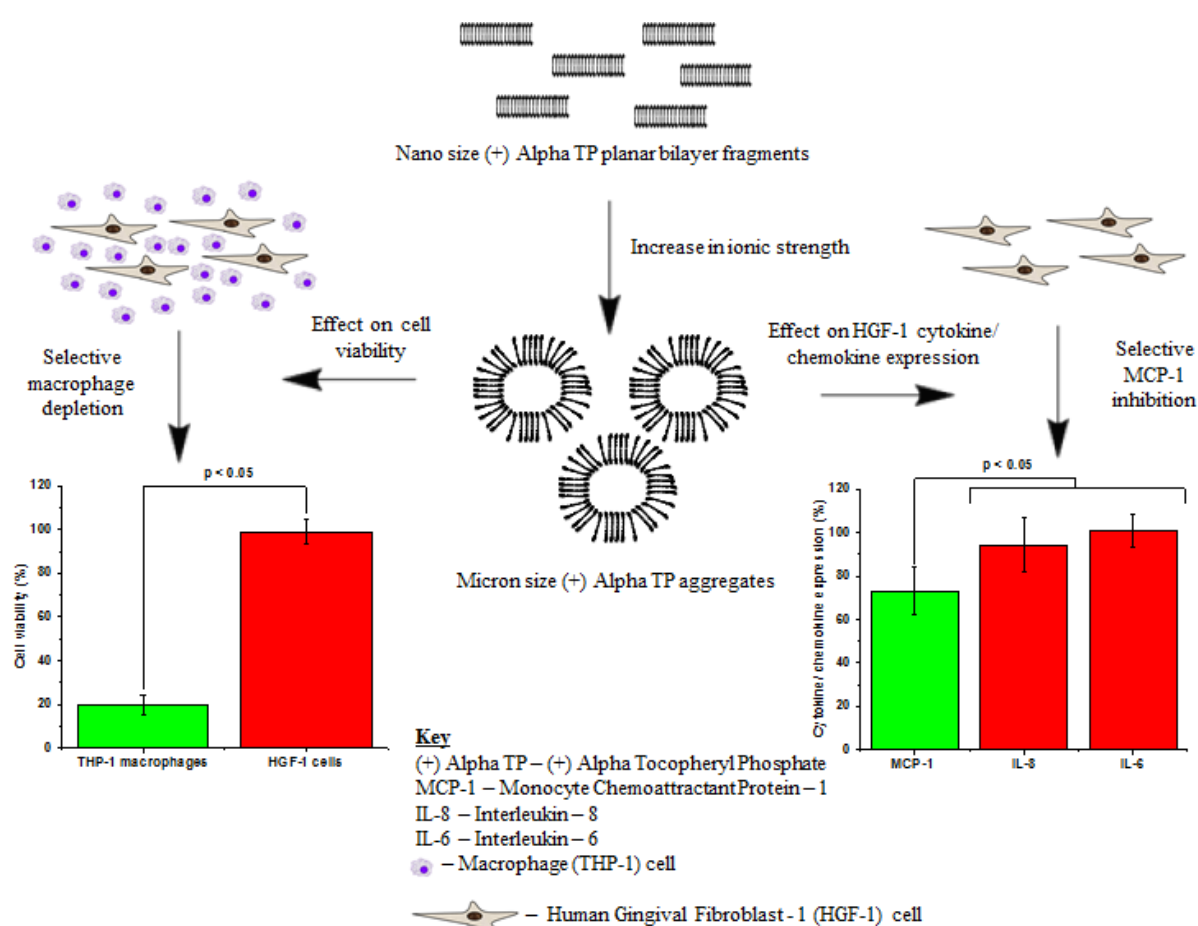 Nano size (+) Alpha TP planar bilayer fragments
Increase in ionic strength
Effect on cell
viability
Selective
macrophage
depletion
Effect on HGF-1 cytokine/
chemokine expression
Selective
MCP-1
inhibition
Micron size (+) Alpha TP aggregates
p < 0.05
120
100
80
60
40
20
0
Cell viability (%)
THP-1 macrophages
HGF-1 cells
p < 0.05
120
100
80
60
40
20
0
Cytokine/ chemokine expression (%)
MCP-1
IL-8
IL-6
Key
(+) Alpha TP – (+) Alpha Tocopheryl Phosphate
MCP-1 – Monocyte Chemoattractant Protein – 1
IL-8 – Interleukin – 8
IL-6 – Interleukin – 6
– Macrophage (THP-1) cell
– Human Gingival Fibroblast - 1 (HGF-1) cell